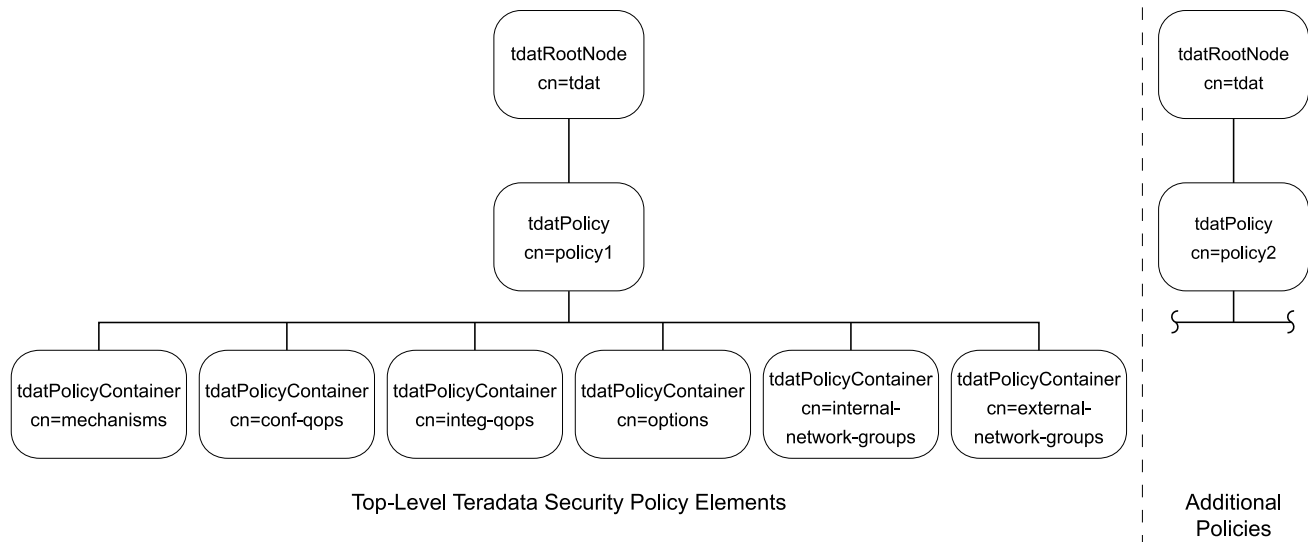 tdatRootNode
cn=tdat
tdatPolicy
cn=policy1
tdatPolicyContainer
cn=mechanisms
tdatPolicyContainer
cn=conf-qops
tdatPolicyContainer
cn=integ-qops
tdatPolicyContainer
cn=options
tdatPolicyContainer
cn=internal-
network-groups
tdatPolicyContainer
cn=external-
network-groups
Top-Level Teradata Security Policy Elements
tdatRootNode
cn=tdat
tdatPolicy
cn=policy2
Additional
Policies